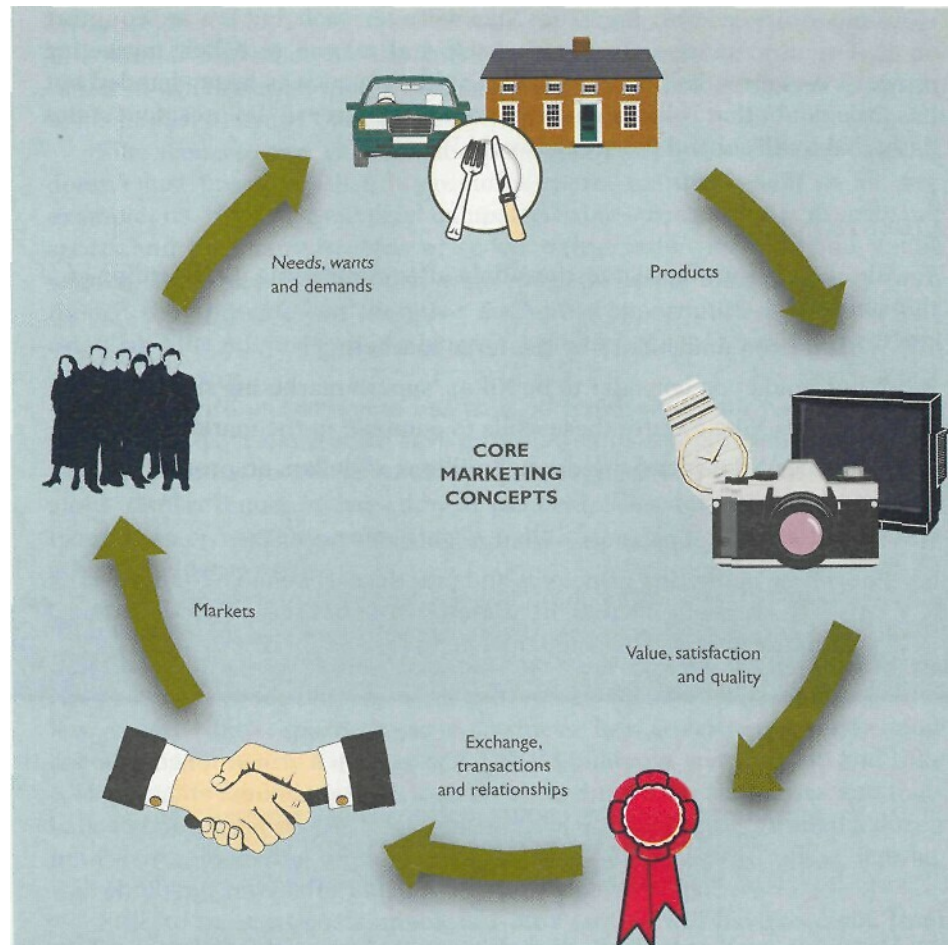 Needs, wants
and demands
Products
CORE
MARKETING
CONCEPTS
Value, satisfaction
and quality
Exchange,
transactions
and relationships
Markets